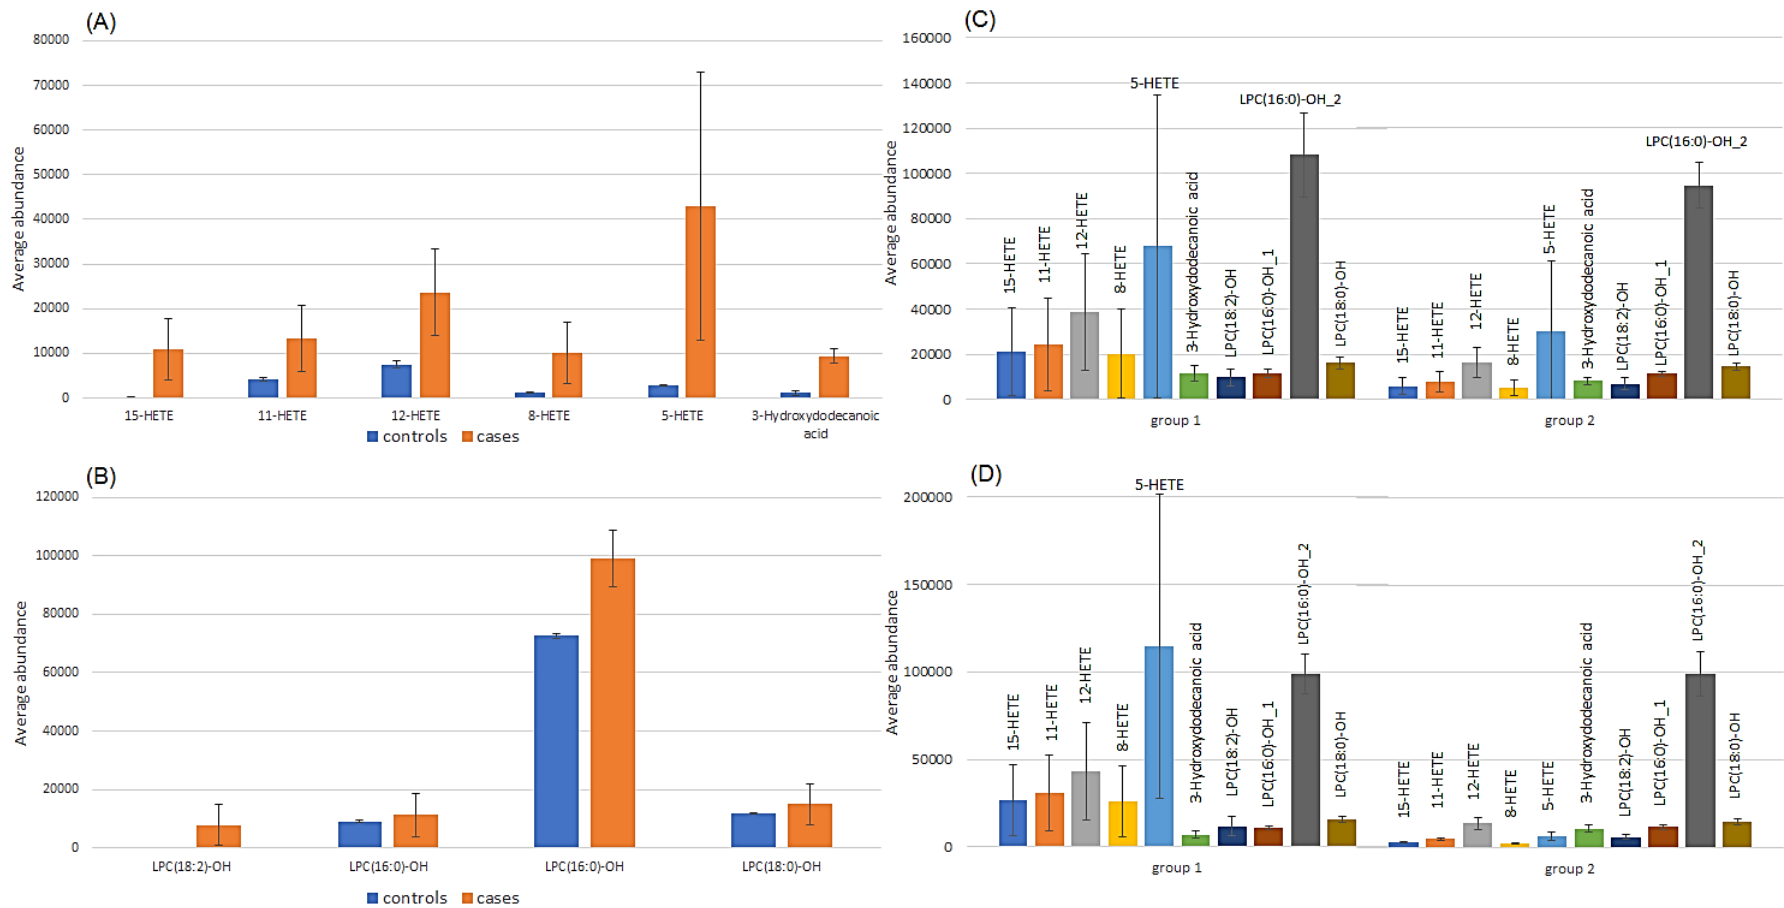 (A)
80000
70000
60000
50000
40000
30000
20000
10000
0
Average abundance
15-HETE
11-HETE
12-HETE
8-HETE
5-HETE
3-Hydroxydodecanoic
acid
controls
cases
(B)
120000
100000
80000
60000
40000
20000
0
Average abundance
LPC(18:2)-OH
LPC(16:0)-OH
LPC(16:0)-OH
LPC(18:0)-OH
controls
cases
(C)
160000
140000
120000
100000
80000
60000
40000
20000
0
Average abundance
15-HETE
11-HETE
12-HETE
8-HETE
5-HETE
3-Hydroxydodecanoic acid
LPC(18:2)-OH
LPC(16:0)-OH_1
LPC(16:0)-OH_2
LPC(18:0)-OH
15-HETE
11-HETE
12-HETE
8-HETE
5-HETE
3-Hydroxydodecanoic acid
LPC(18:2)-OH
LPC(16:0)-OH_1
LPC(16:0)-OH_2
LPC(18:0)-OH
group 1
group 2
(D)
200000
150000
100000
50000
0
Average abundance
15-HETE
11-HETE
12-HETE
8-HETE
5-HETE
3-Hydroxydodecanoic acid
LPC(18:2)-OH
LPC(16:0)-OH_1
LPC(16:0)-OH_2
LPC(18:0)-OH
15-HETE
11-HETE
12-HETE
8-HETE
5-HETE
3-Hydroxydodecanoic acid
LPC(18:2)-OH
LPC(16:0)-OH_1
LPC(16:0)-OH_2
LPC(18:0)-OH
group 1
group 2